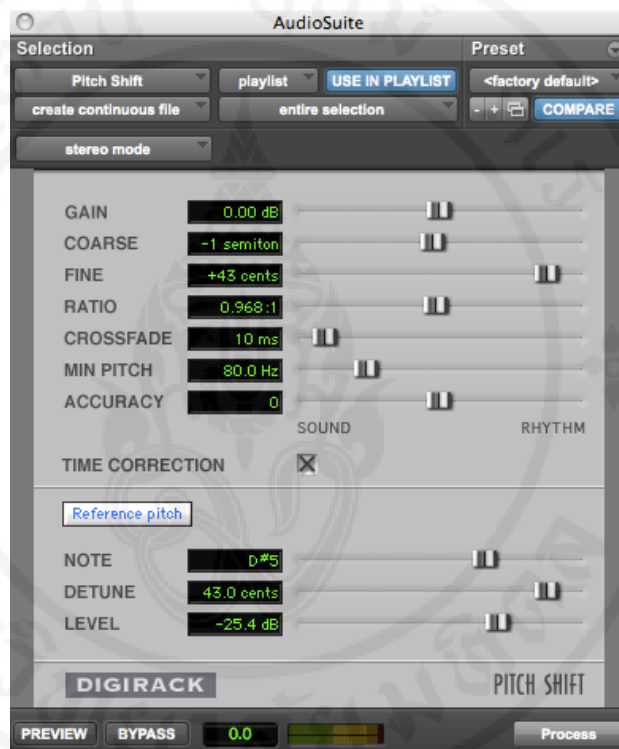 AudioSuite
Selection Preset
Pitch Shift playlist USE IN PLAYLIST <factory default>
create continuous file entire selection - + COMPARE
stereo mode
GAIN 0.00 dB
COARSE -1 semiton
FINE +43 cents
RATIO 0.968:1
CROSSFADE 10 ms
MIN PITCH 80.0 Hz
ACCURACY 0
SOUND RHYTHM
TIME CORRECTION
Reference pitch
NOTE D#5
DETUNE 43.0 cents
LEVEL -25.4 dB
DIGIRACK PITCH SHIFT
PREVIEW BYPASS 0.0 Process